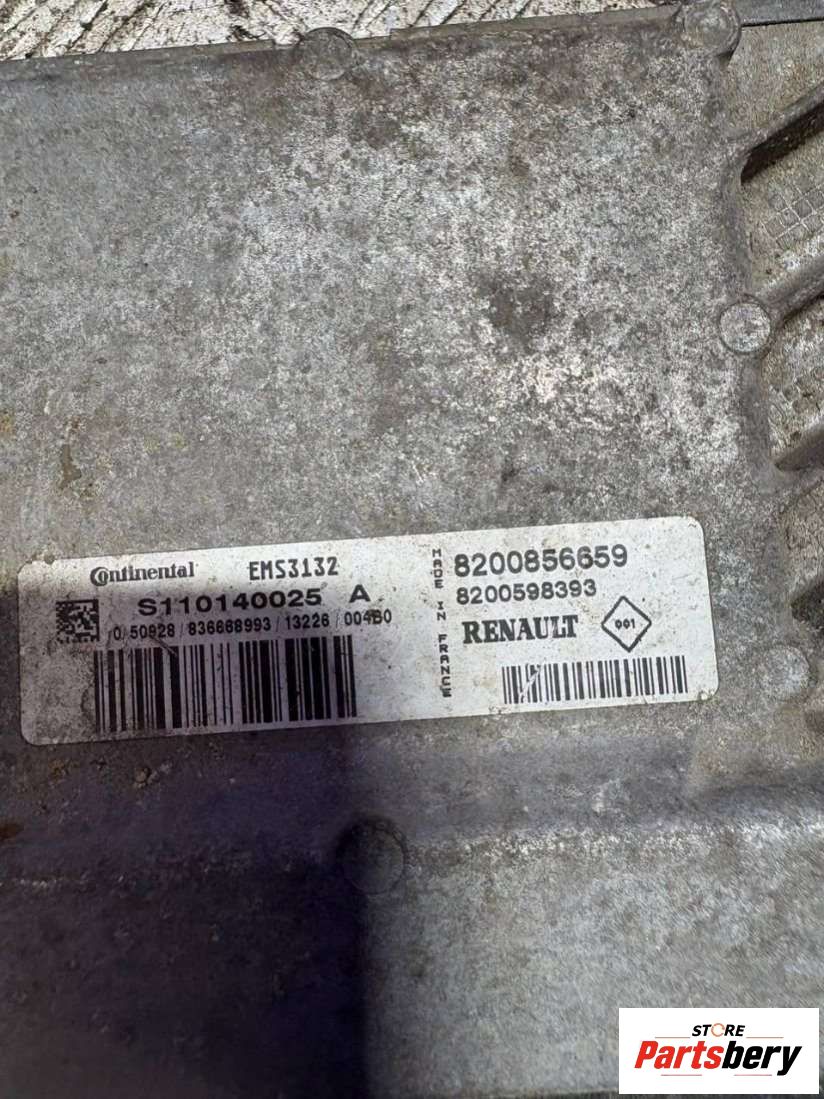 Continental EMS3132
S110140025 A
0/50928/836668993/13226/004B0
MADE IN FRANCE
8200856659
8200598393
RENAULT 001
STORE
Partsbery